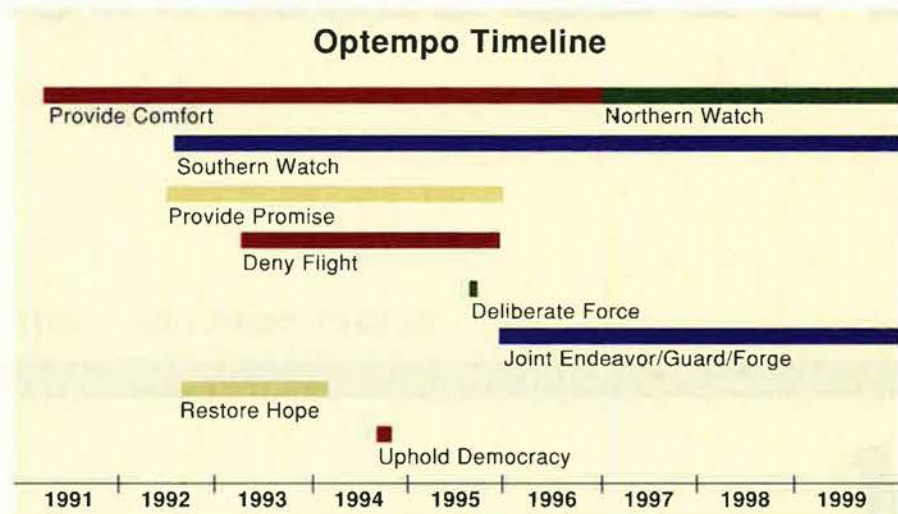 Optempo Timeline
Provide Comfort
Northern Watch
Southern Watch
Provide Promise
Deny Flight
Deliberate Force
Joint Endeavor/Guard/Forge
Restore Hope
Uphold Democracy
1991 1992 1993 1994 1995 1996 1997 1998 1999